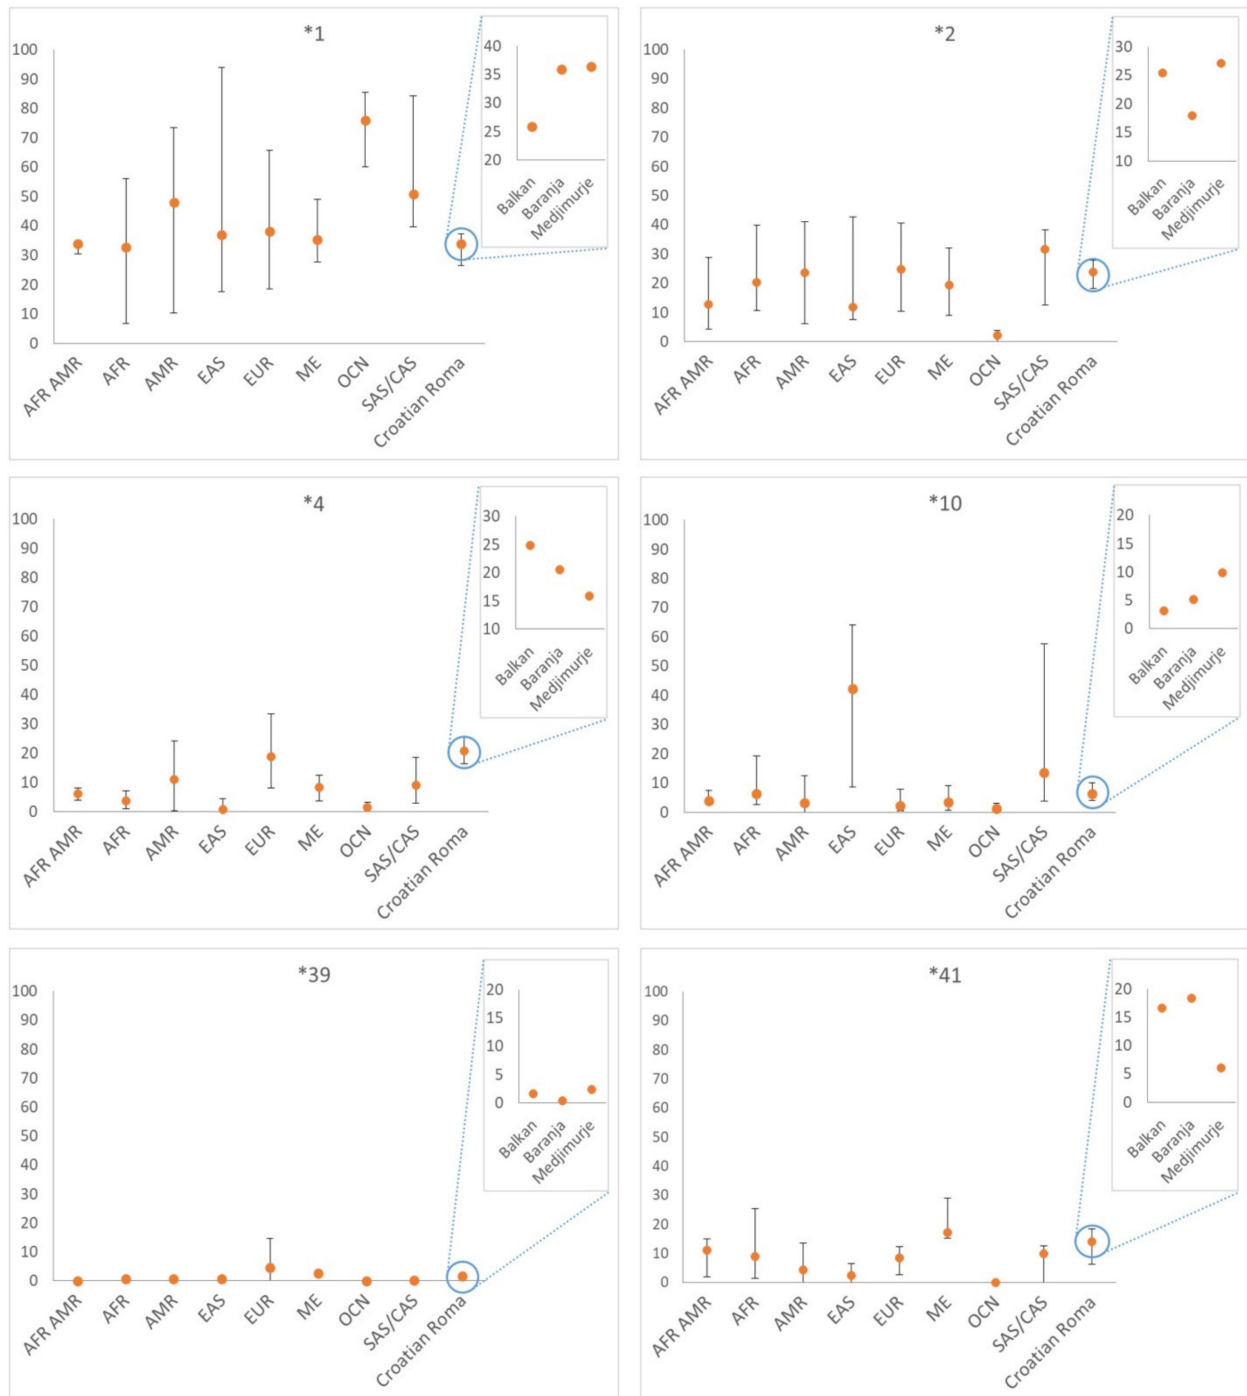 *1
100
90
80
70
60
50
40
30
20
10
0
AFR AMR
AFR
AMR
EAS
EUR
ME
OCN
SAS/CAS
Croatian Roma
40
35
30
25
20
Balkan
Baranja
Medjimurje
*2
100
90
80
70
60
50
40
30
20
10
0
AFR AMR
AFR
AMR
EAS
EUR
ME
OCN
SAS/CAS
Croatian Roma
30
25
20
15
10
Balkan
Baranja
Medjimurje
*4
100
90
80
70
60
50
40
30
20
10
0
AFR AMR
AFR
AMR
EAS
EUR
ME
OCN
SAS/CAS
Croatian Roma
30
25
20
15
10
Balkan
Baranja
Medjimurje
*10
100
90
80
70
60
50
40
30
20
10
0
AFR AMR
AFR
AMR
EAS
EUR
ME
OCN
SAS/CAS
Croatian Roma
20
15
10
5
0
Balkan
Baranja
Medjimurje
*39
100
90
80
70
60
50
40
30
20
10
0
AFR AMR
AFR
AMR
EAS
EUR
ME
OCN
SAS/CAS
Croatian Roma
20
15
10
5
0
Balkan
Baranja
Medjimurje
*41
100
90
80
70
60
50
40
30
20
10
0
AFR AMR
AFR
AMR
EAS
EUR
ME
OCN
SAS/CAS
Croatian Roma
20
15
10
5
0
Balkan
Baranja
Medjimurje